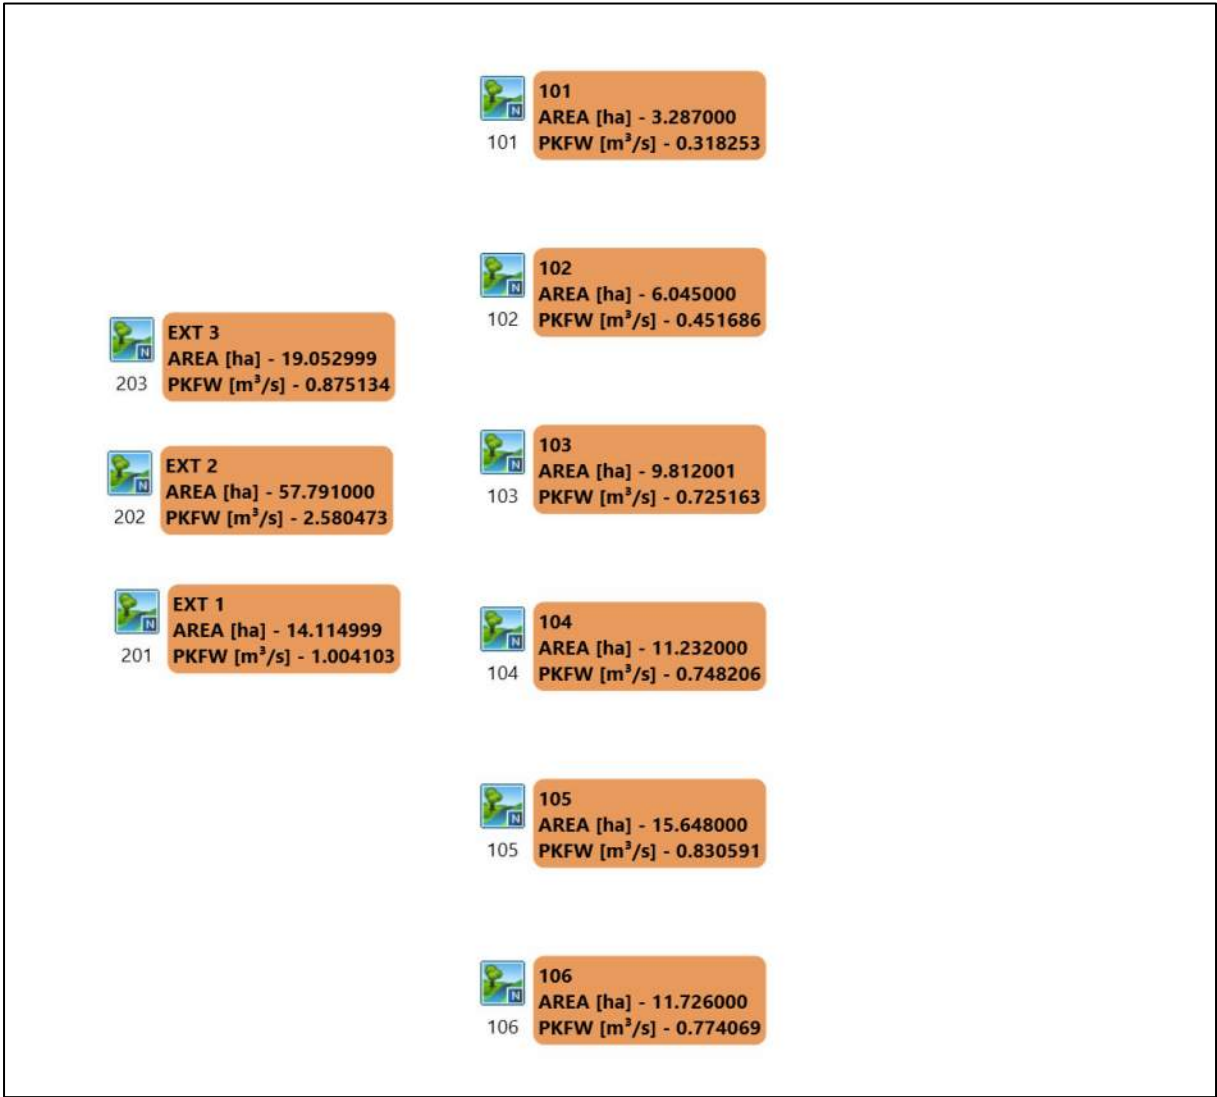 101
AREA [ha] - 3.287000
PKFW [m³/s] - 0.318253
N
101
102
AREA [ha] - 6.045000
PKFW [m³/s] - 0.451686
N
102
EXT 3
AREA [ha] - 19.052999
PKFW [m³/s] - 0.875134
N
203
103
AREA [ha] - 9.812001
PKFW [m³/s] - 0.725163
N
103
EXT 2
AREA [ha] - 57.791000
PKFW [m³/s] - 2.580473
N
202
EXT 1
AREA [ha] - 14.114999
PKFW [m³/s] - 1.004103
N
201
104
AREA [ha] - 11.232000
PKFW [m³/s] - 0.748206
N
104
105
AREA [ha] - 15.648000
PKFW [m³/s] - 0.830591
N
105
106
AREA [ha] - 11.726000
PKFW [m³/s] - 0.774069
N
106